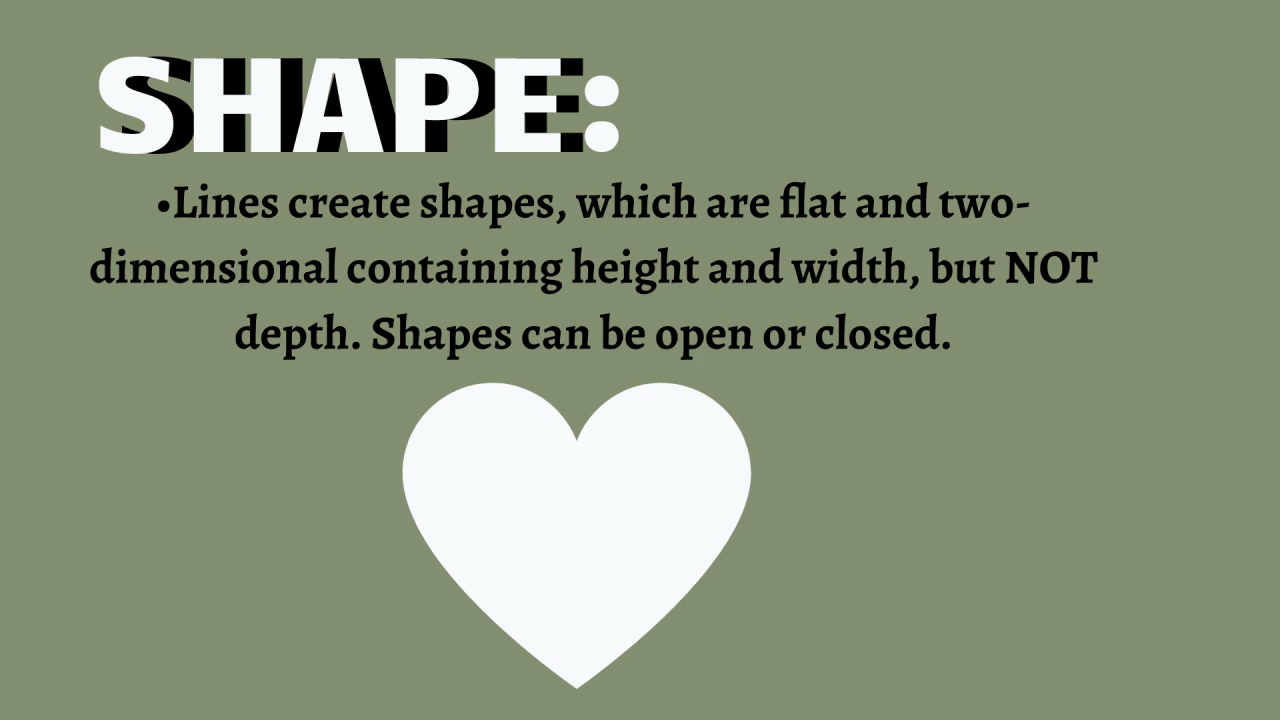 SHAPE:
•Lines create shapes, which are flat and two-
dimensional containing height and width, but NOT
depth. Shapes can be open or closed.